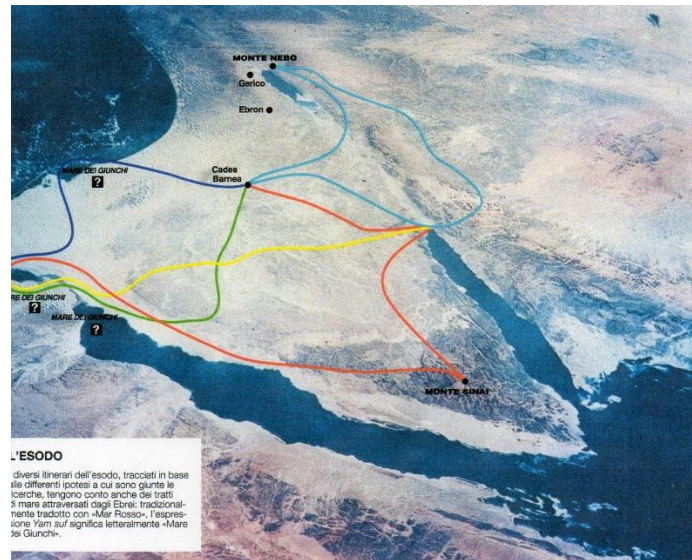 MONTE NEBO
Gerico
Ebron
MARE DEI GIUNCHI
?
Cades
Barnea
RE DEI GIUNCHI
?
MARE DEI GIUNCHI
?
MONTE SINAI
L'ESODO
diversi itinerari dell'esodo, tracciati in base
alle differenti ipotesi a cui sono giunte le
icerche, tengono conto anche dei tratti
di mare attraversati dagli Ebrei: tradizional-
mente tradotto con «Mar Rosso», l'espres-
sione Yam suf significa letteralmente «Mare
dei Giunchi».